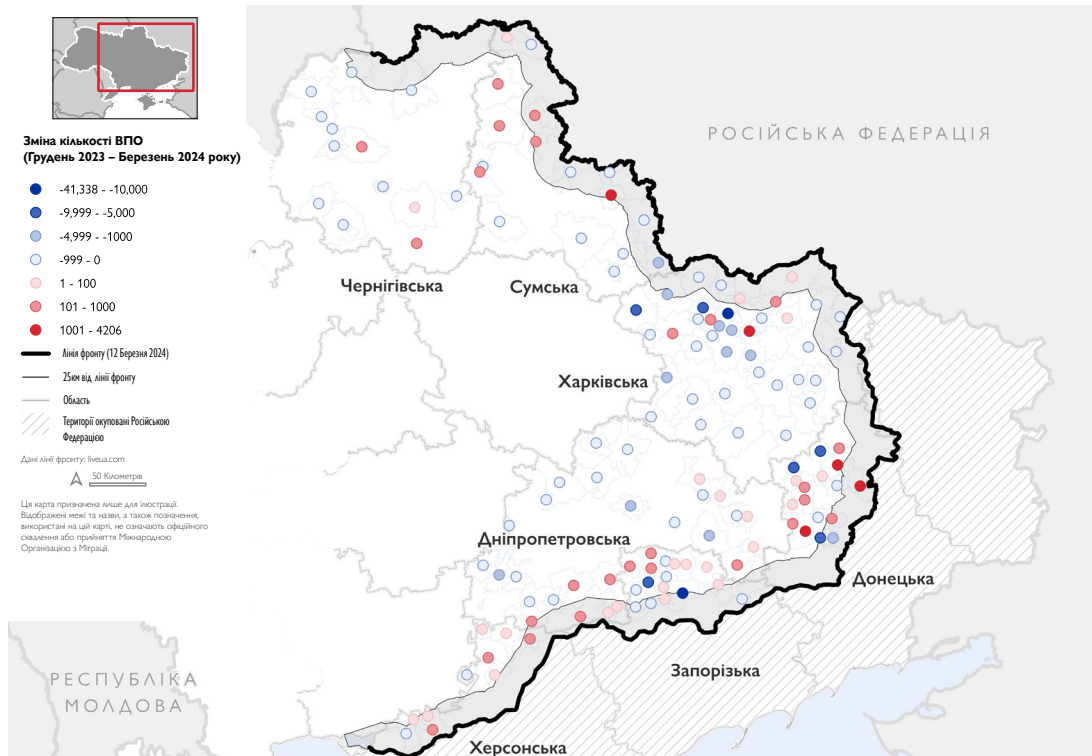 Зміна кількості ВПО
(Грудень 2023 – Березень 2024 року)
-41,338 - -10,000
-9,999 - -5,000
-4,999 - -1000
-999 - 0
1 - 100
101 - 1000
1001 - 4206
Лінія фронту (12 Березня 2024)
25км від лінії фронту
Область
Території окуповані Російською
Федерацією
Дані лінії фронту: liveua.com
50 Кілометрів
Ця карта призначена лише для ілюстрації.
Відображені межі та назви, а також позначення,
використані на цій карті, не означають офіційного
схвалення або прийняття Міжнародною
Організацією з Міграції.
РОСІЙСЬКА ФЕДЕРАЦІЯ
Чернігівська
Сумська
Харківська
Дніпропетровська
Донецька
Запорізька
Херсонська
РЕСПУБЛІКА
МОЛДОВА